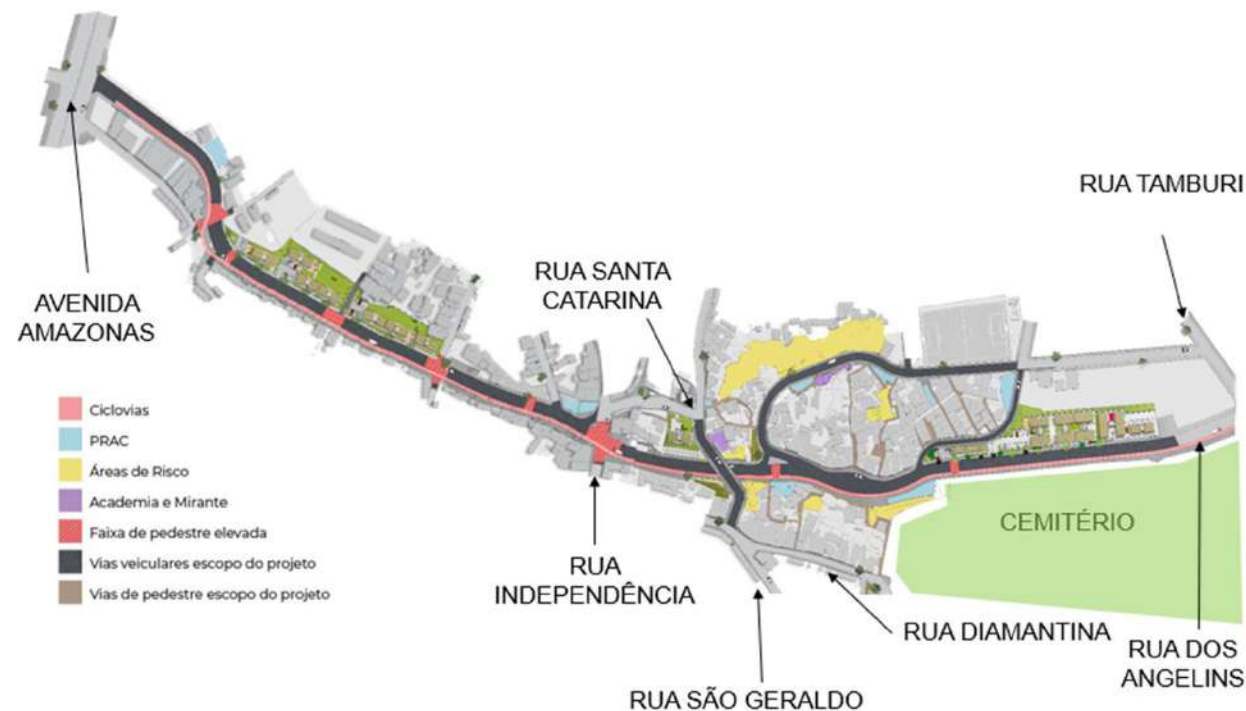 RUA TAMBURI
RUA SANTA
CATARINA
AVENIDA
AMAZONAS
Ciclovias
PRAC
Áreas de Risco
Academia e Mirante
Faixa de pedestre elevada
Vias veiculares escopo do projeto
Vias de pedestre escopo do projeto
CEMITÉRIO
RUA
INDEPENDÊNCIA
RUA DIAMANTINA
RUA DOS
ANGELINS
RUA SÃO GERALDO